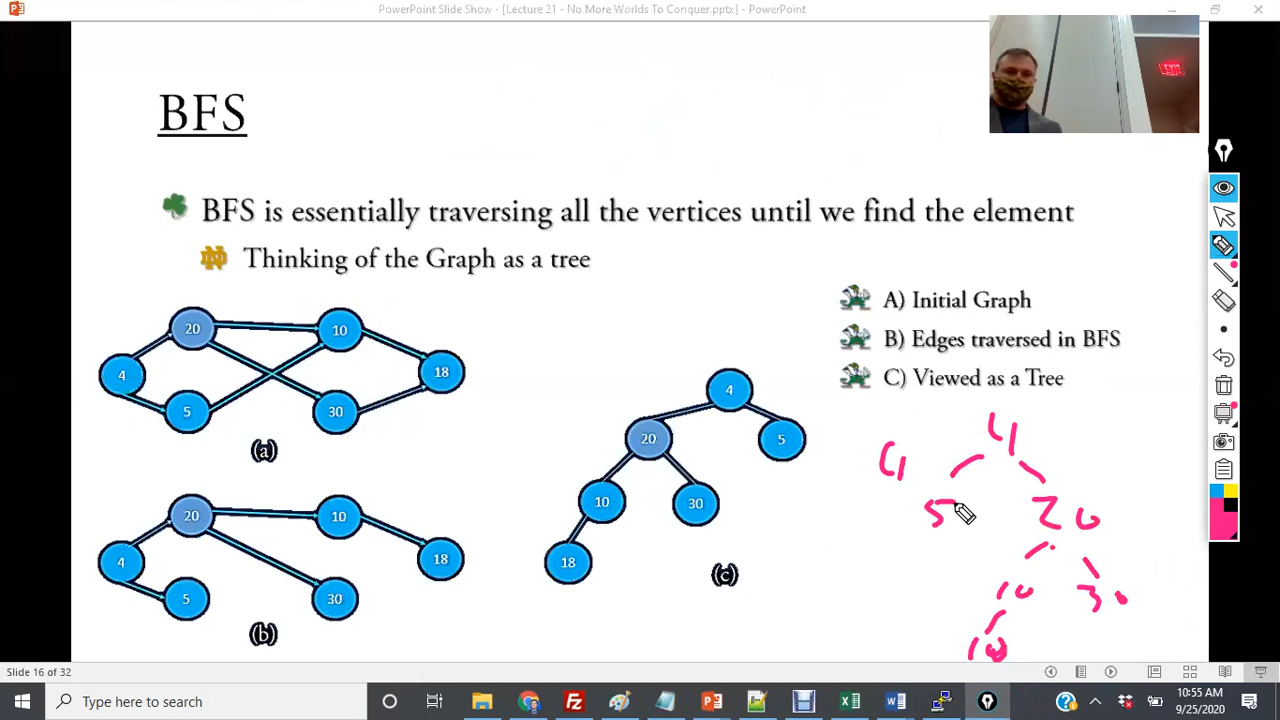 PowerPoint Slide Show - [Lecture 21 - No More Worlds To Conquer.pptx] - PowerPoint
EXIT
BFS
BFS is essentially traversing all the vertices until we find the element
Thinking of the Graph as a tree
A) Initial Graph
B) Edges traversed in BFS
C) Viewed as a Tree
20 10
4 18
5 30
(a)
20 10
4 18
5 30
(b)
4
20 5
10 30
18
(c)
4
4
5 20
10 30
18
Slide 16 of 32
Type here to search
10:55 AM
9/25/2020